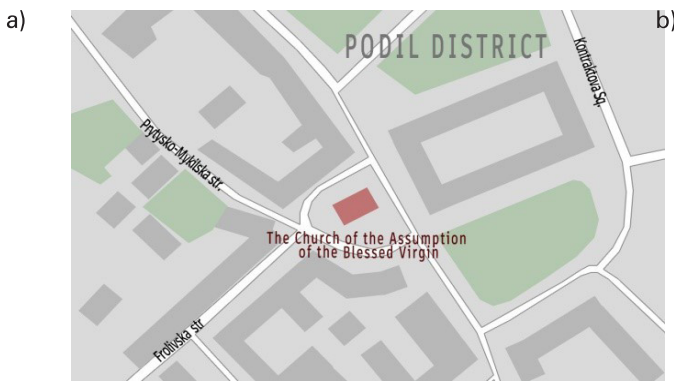 a)
b)
PODIL DISTRICT
Kontraktova Sq.
Prytysko-Mykilska str.
The Church of the Assumption
of the Blessed Virgin
Frolivska str